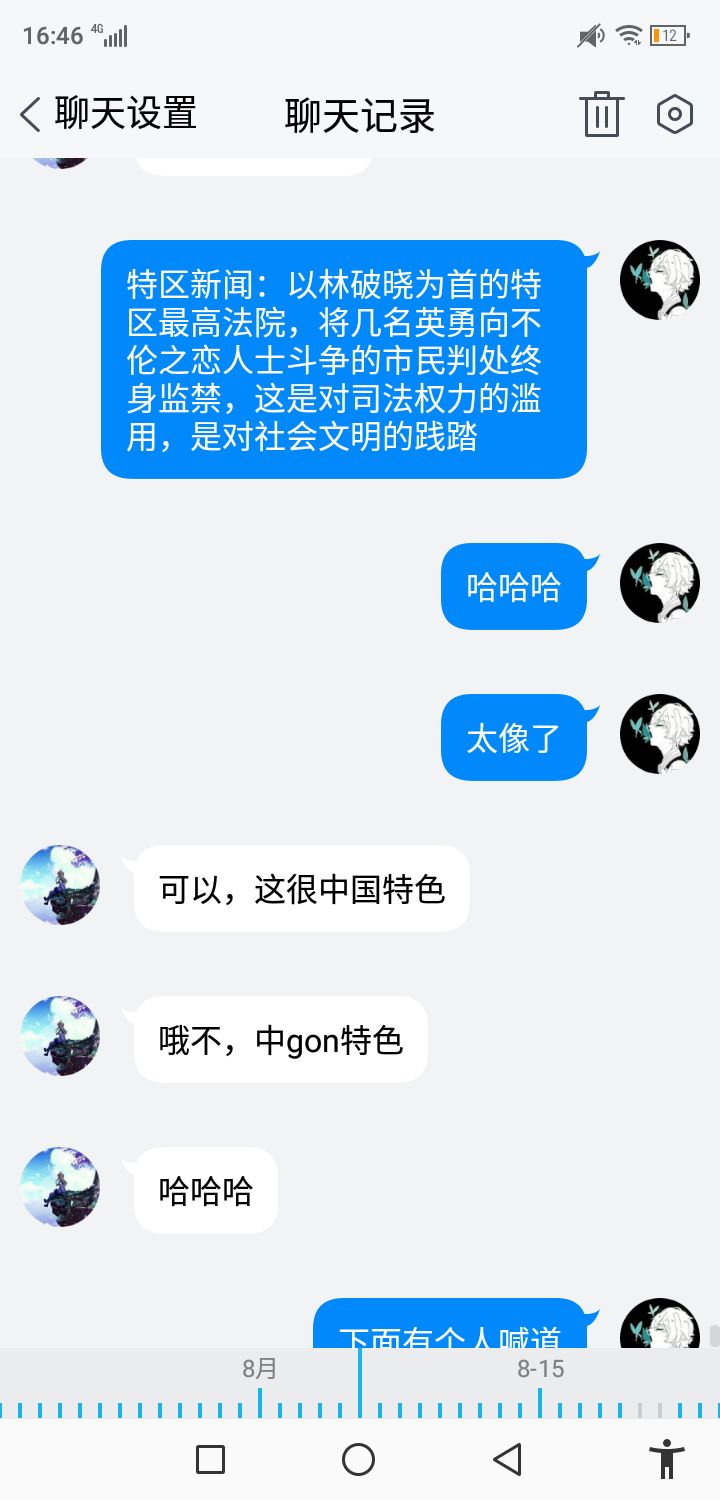 16:46 4G 12
聊天设置 聊天记录
特区新闻：以林破晓为首的特
区最高法院，将几名英勇向不
伦之恋人士斗争的市民判处终
身监禁，这是对司法权力的滥
用，是对社会文明的践踏
哈哈哈
太像了
可以，这很中国特色
哦不，中gon特色
哈哈哈
下面有个人喊道
8月 8-15